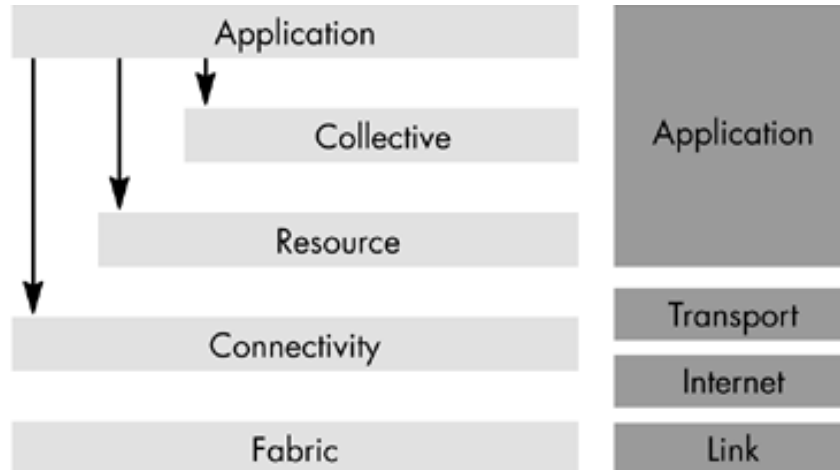 Application
Collective
Resource
Connectivity
Fabric
Application
Transport
Internet
Link